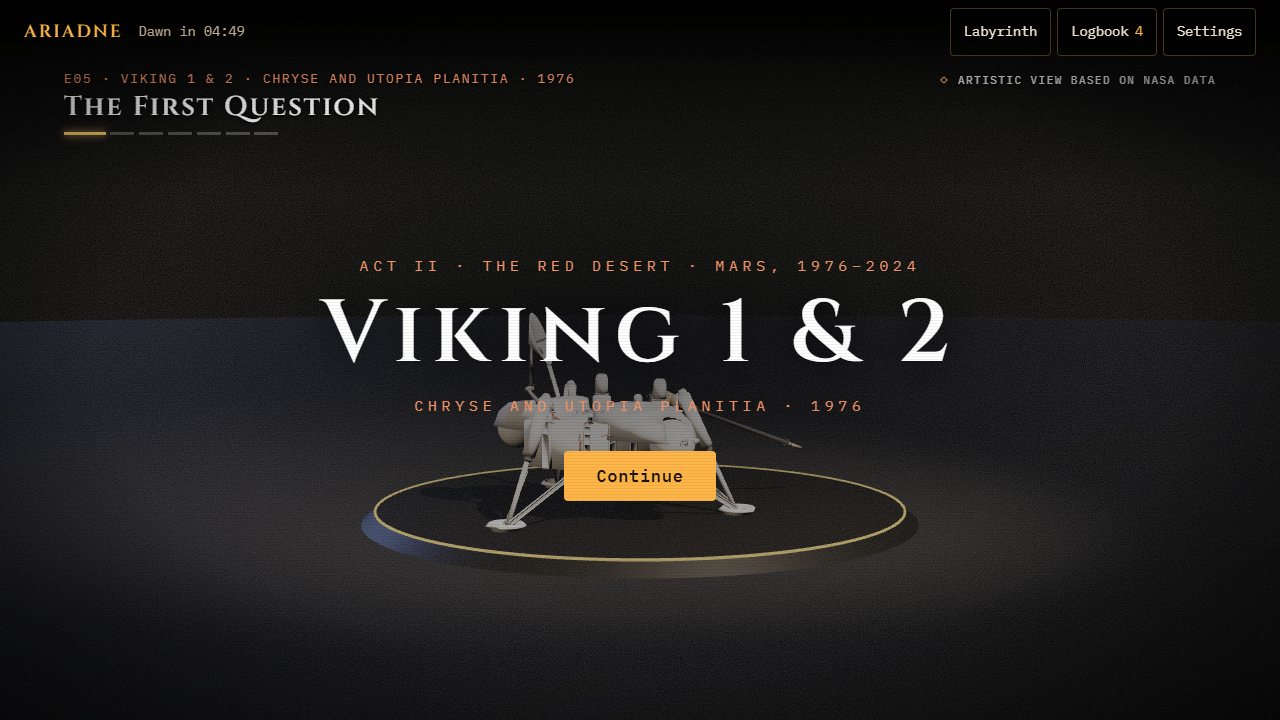 ARIADNE Dawn in 04:49 Labyrinth Logbook 4 Settings
E05 · VIKING 1 & 2 · CHRYSE AND UTOPIA PLANITIA · 1976
◇ ARTISTIC VIEW BASED ON NASA DATA
The First Question
ACT II · THE RED DESERT · MARS, 1976–2024
Viking 1 & 2
CHRYSE AND UTOPIA PLANITIA · 1976
Continue